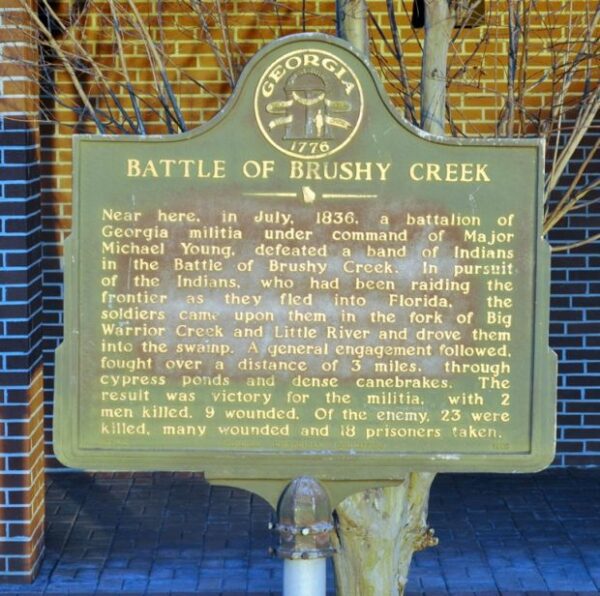 GEORGIA
1776
BATTLE OF BRUSHY CREEK
Near here, in July, 1836, a battalion of
Georgia militia under command of Major
Michael Young, defeated a band of Indians
in the Battle of Brushy Creek. In pursuit
of the Indians, who had been raiding the
frontier as they fled into Florida, the
soldiers came upon them in the fork of Big
Warrior Creek and Little River and drove them
into the swamp. A general engagement followed,
fought over a distance of 3 miles, through
cypress ponds and dense canebrakes. The
result was victory for the militia, with 2
men killed, 9 wounded. Of the enemy, 23 were
killed, many wounded and 18 prisoners taken.